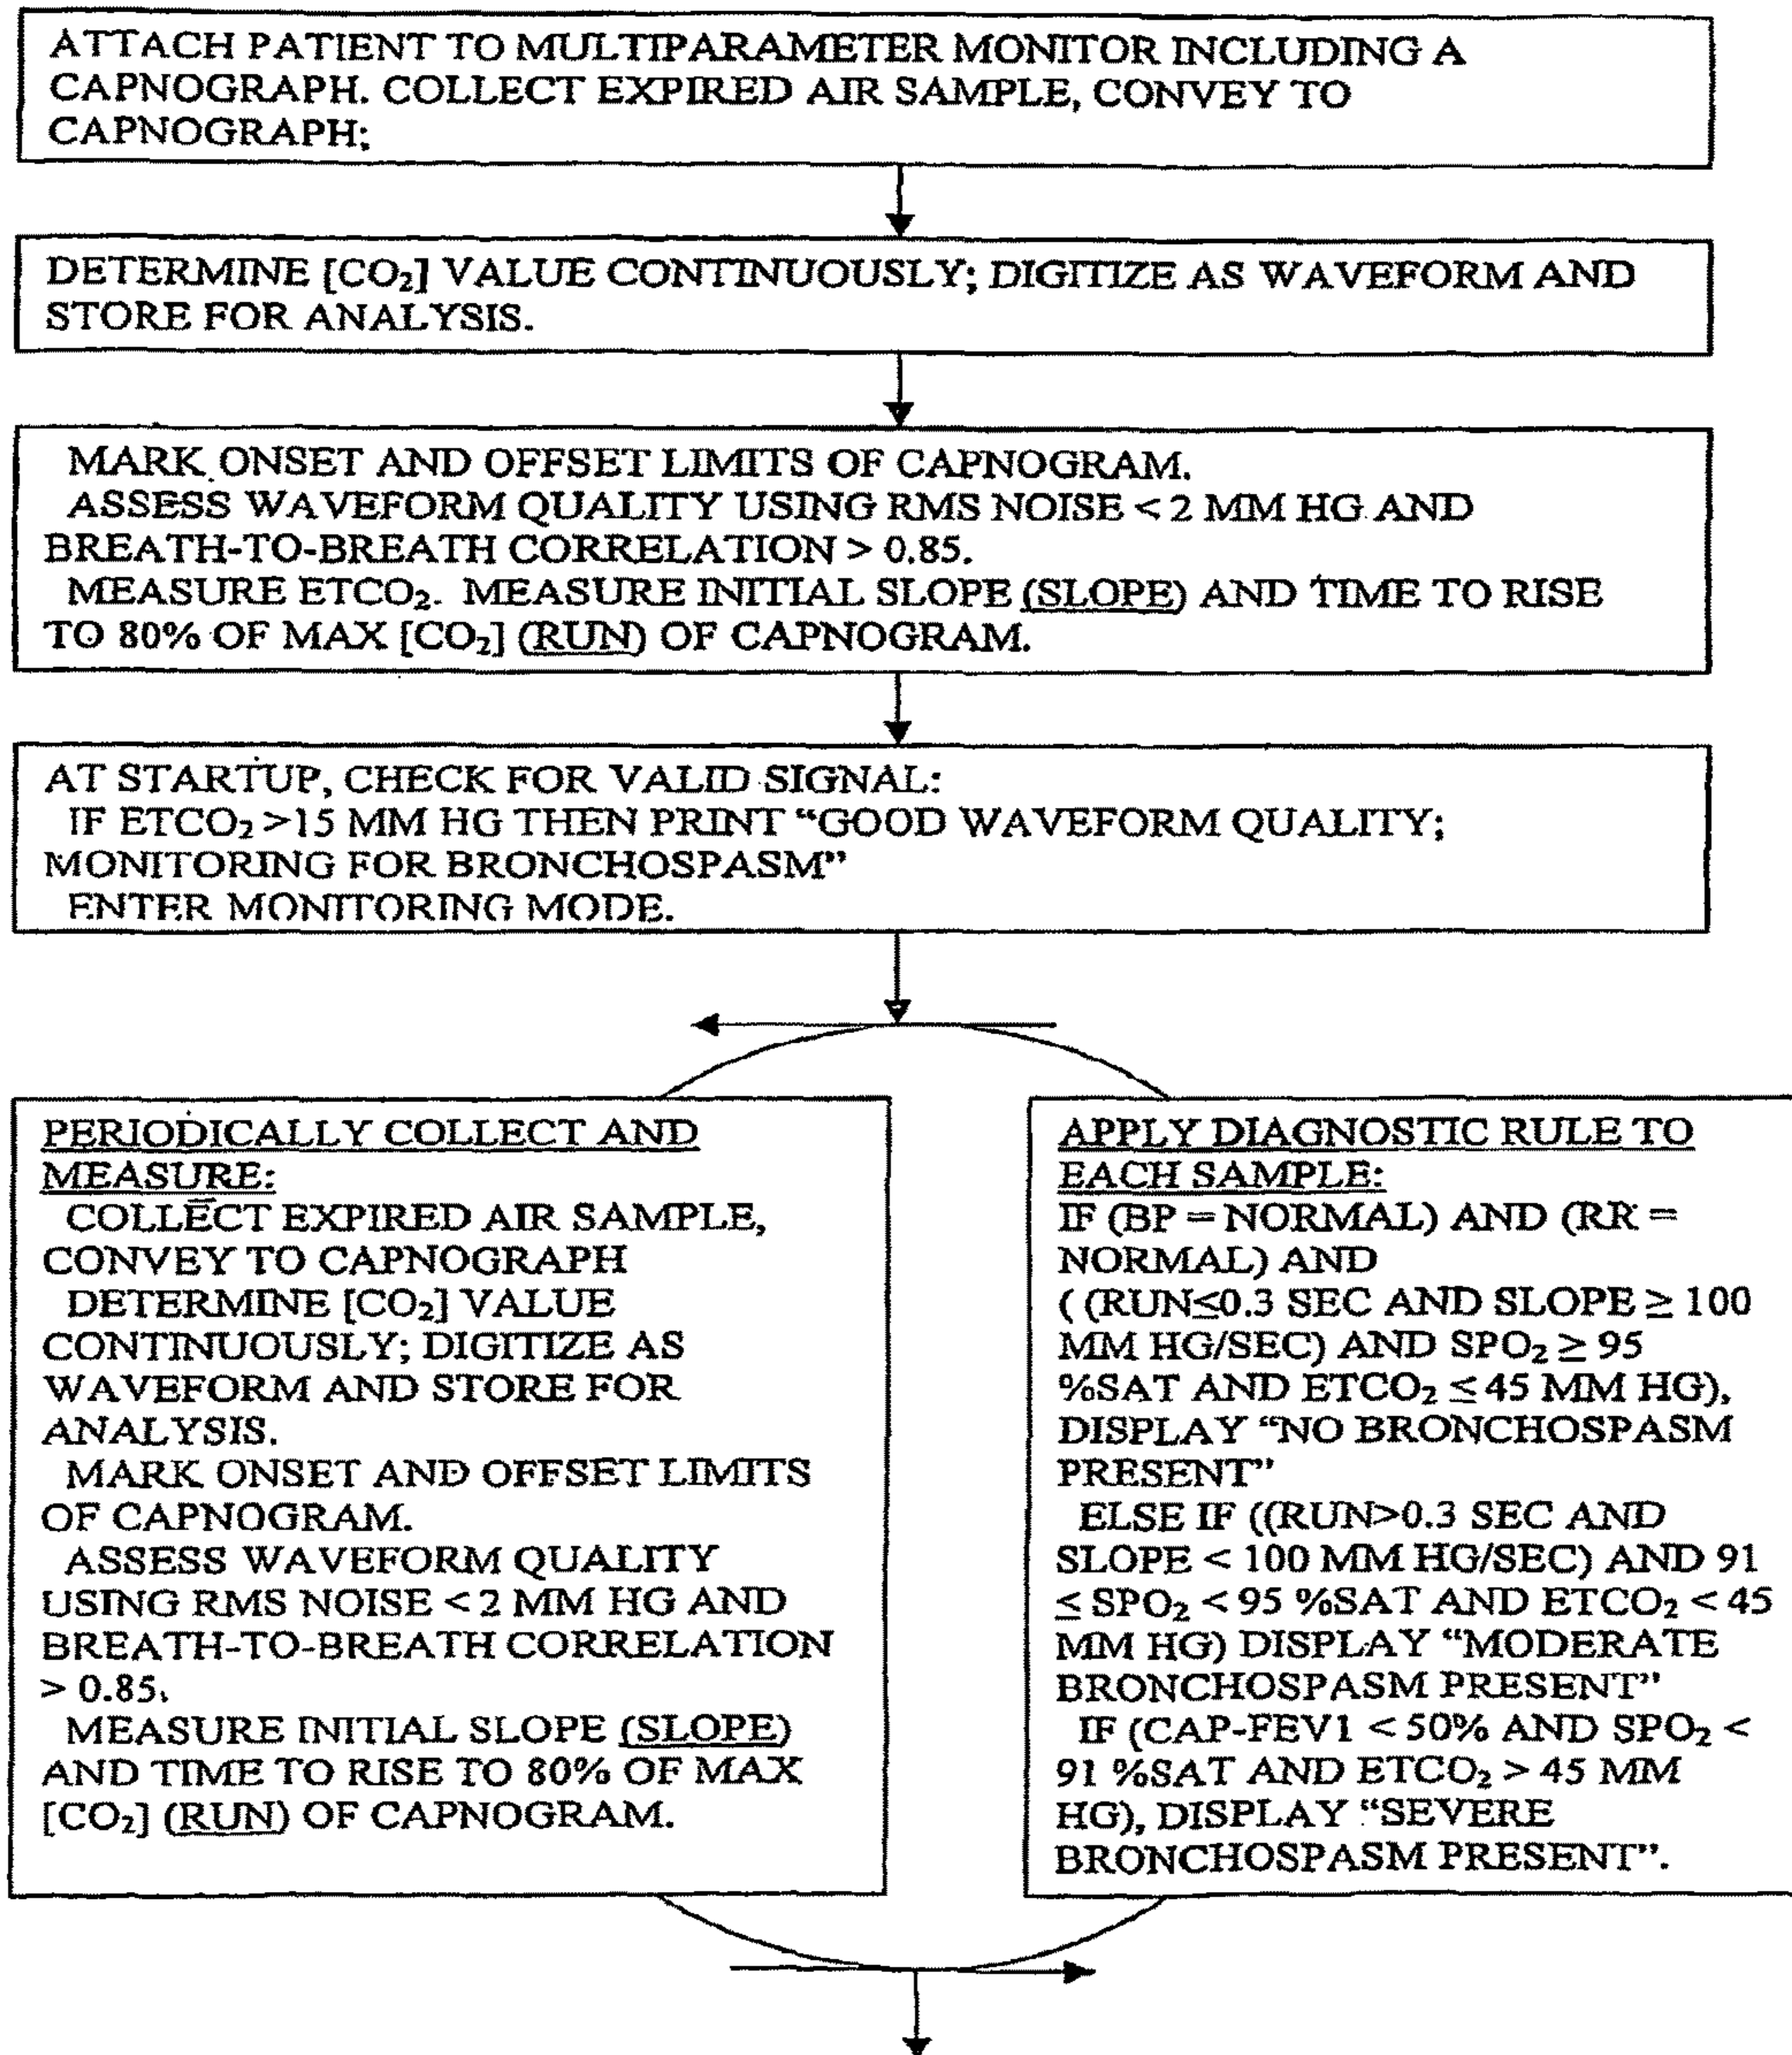 ATTACH PATIENT TO MULTIPARAMETER MONITOR INCLUDING A
CAPNOGRAPH. COLLECT EXPIRED AIR SAMPLE, CONVEY TO
CAPNOGRAPH;
DETERMINE [CO₂] VALUE CONTINUOUSLY; DIGITIZE AS WAVEFORM AND
STORE FOR ANALYSIS.
MARK ONSET AND OFFSET LIMITS OF CAPNOGRAM.
ASSESS WAVEFORM QUALITY USING RMS NOISE < 2 MM HG AND
BREATH-TO-BREATH CORRELATION > 0.85.
MEASURE ETCO₂. MEASURE INITIAL SLOPE (SLOPE) AND TIME TO RISE
TO 80% OF MAX [CO₂] (RUN) OF CAPNOGRAM.
AT STARTUP, CHECK FOR VALID SIGNAL:
IF ETCO₂ >15 MM HG THEN PRINT “GOOD WAVEFORM QUALITY;
MONITORING FOR BRONCHOSPASM”
ENTER MONITORING MODE.
PERIODICALLY COLLECT AND
MEASURE:
COLLECT EXPIRED AIR SAMPLE,
CONVEY TO CAPNOGRAPH
DETERMINE [CO₂] VALUE
CONTINUOUSLY; DIGITIZE AS
WAVEFORM AND STORE FOR
ANALYSIS.
MARK ONSET AND OFFSET LIMITS
OF CAPNOGRAM.
ASSESS WAVEFORM QUALITY
USING RMS NOISE < 2 MM HG AND
BREATH-TO-BREATH CORRELATION
> 0.85.
MEASURE INITIAL SLOPE (SLOPE)
AND TIME TO RISE TO 80% OF MAX
[CO₂] (RUN) OF CAPNOGRAM.
APPLY DIAGNOSTIC RULE TO
EACH SAMPLE:
IF (BP = NORMAL) AND (RR =
NORMAL) AND
( (RUN≤0.3 SEC AND SLOPE ≥ 100
MM HG/SEC) AND SPO₂ ≥ 95
%SAT AND ETCO₂ ≤ 45 MM HG),
DISPLAY “NO BRONCHOSPASM
PRESENT”
ELSE IF ((RUN>0.3 SEC AND
SLOPE < 100 MM HG/SEC) AND 91
≤ SPO₂ < 95 %SAT AND ETCO₂ < 45
MM HG) DISPLAY “MODERATE
BRONCHOSPASM PRESENT”
IF (CAP-FEV1 < 50% AND SPO₂ <
91 %SAT AND ETCO₂ > 45 MM
HG), DISPLAY “SEVERE
BRONCHOSPASM PRESENT”.